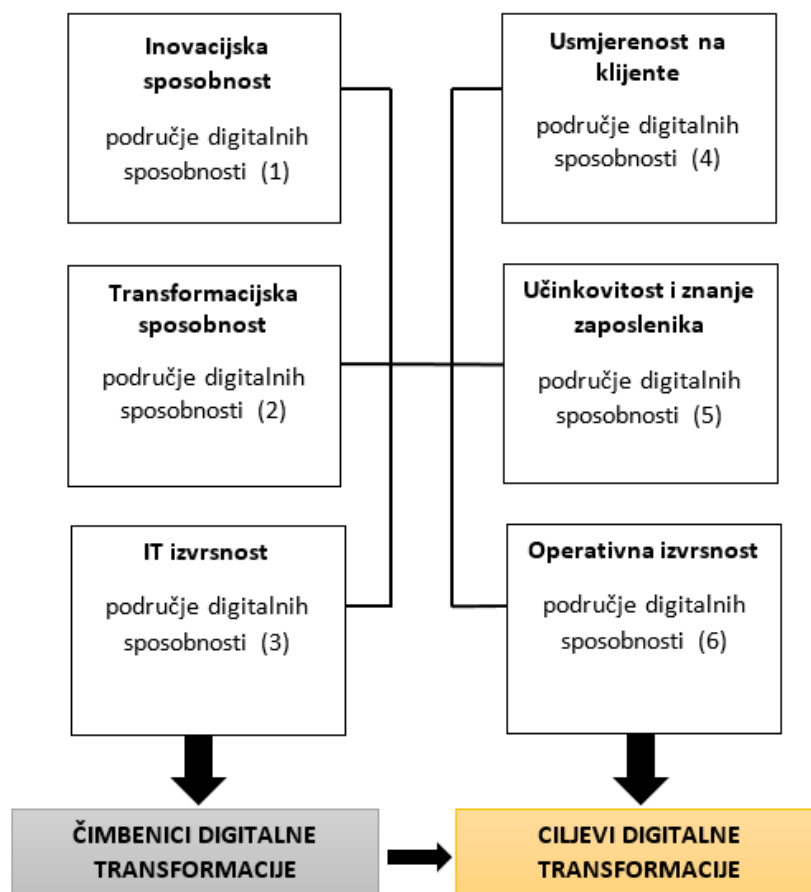 Inovacijska
sposobnost
područje digitalnih
sposobnosti (1)
Transformacijska
sposobnost
područje digitalnih
sposobnosti (2)
IT izvrsnost
područje digitalnih
sposobnosti (3)
Usmjerenost na
klijente
područje digitalnih
sposobnosti (4)
Učinkovitost i znanje
zaposlenika
područje digitalnih
sposobnosti (5)
Operativna izvrsnost
područje digitalnih
sposobnosti (6)
ČIMBENICI DIGITALNE
TRANSFORMACIJE
CILJEVI DIGITALNE
TRANSFORMACIJE